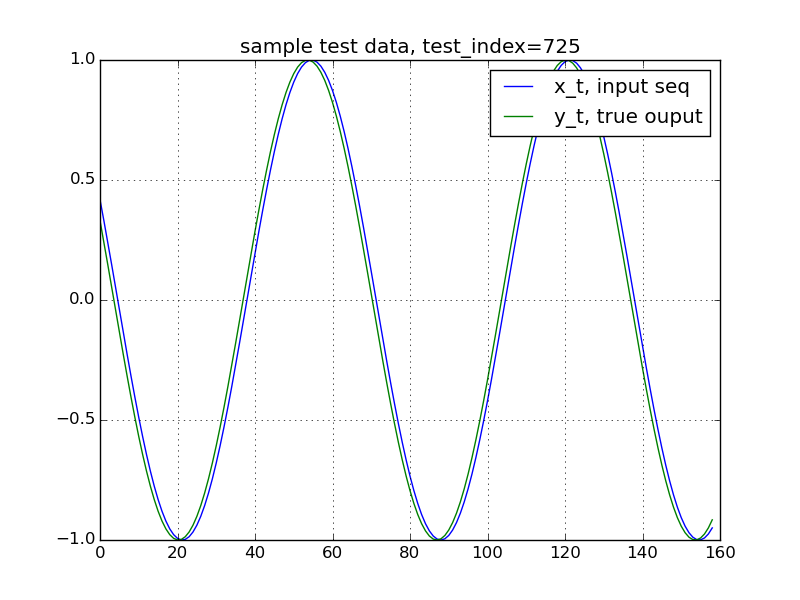 sample test data, test_index=725
1.0
0.5
0.0
−0.5
−1.0
x_t, input seq
y_t, true ouput
0 20 40 60 80 100 120 140 160